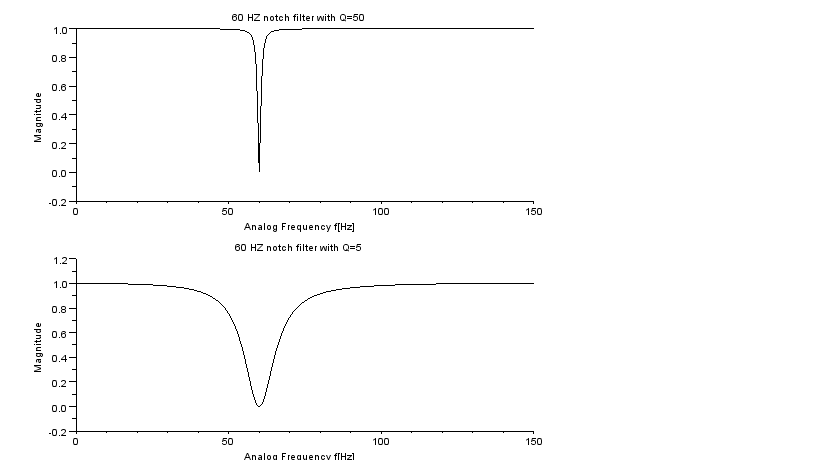 60 HZ notch filter with Q=50
1.0
0.8
0.6
0.4
0.2
0.0
-0.2
Magnitude
0 50 100 150
Analog Frequency f[Hz]
60 HZ notch filter with Q=5
1.2
1.0
0.8
0.6
0.4
0.2
0.0
-0.2
Magnitude
0 50 100 150
Analog Frequency f[Hz]